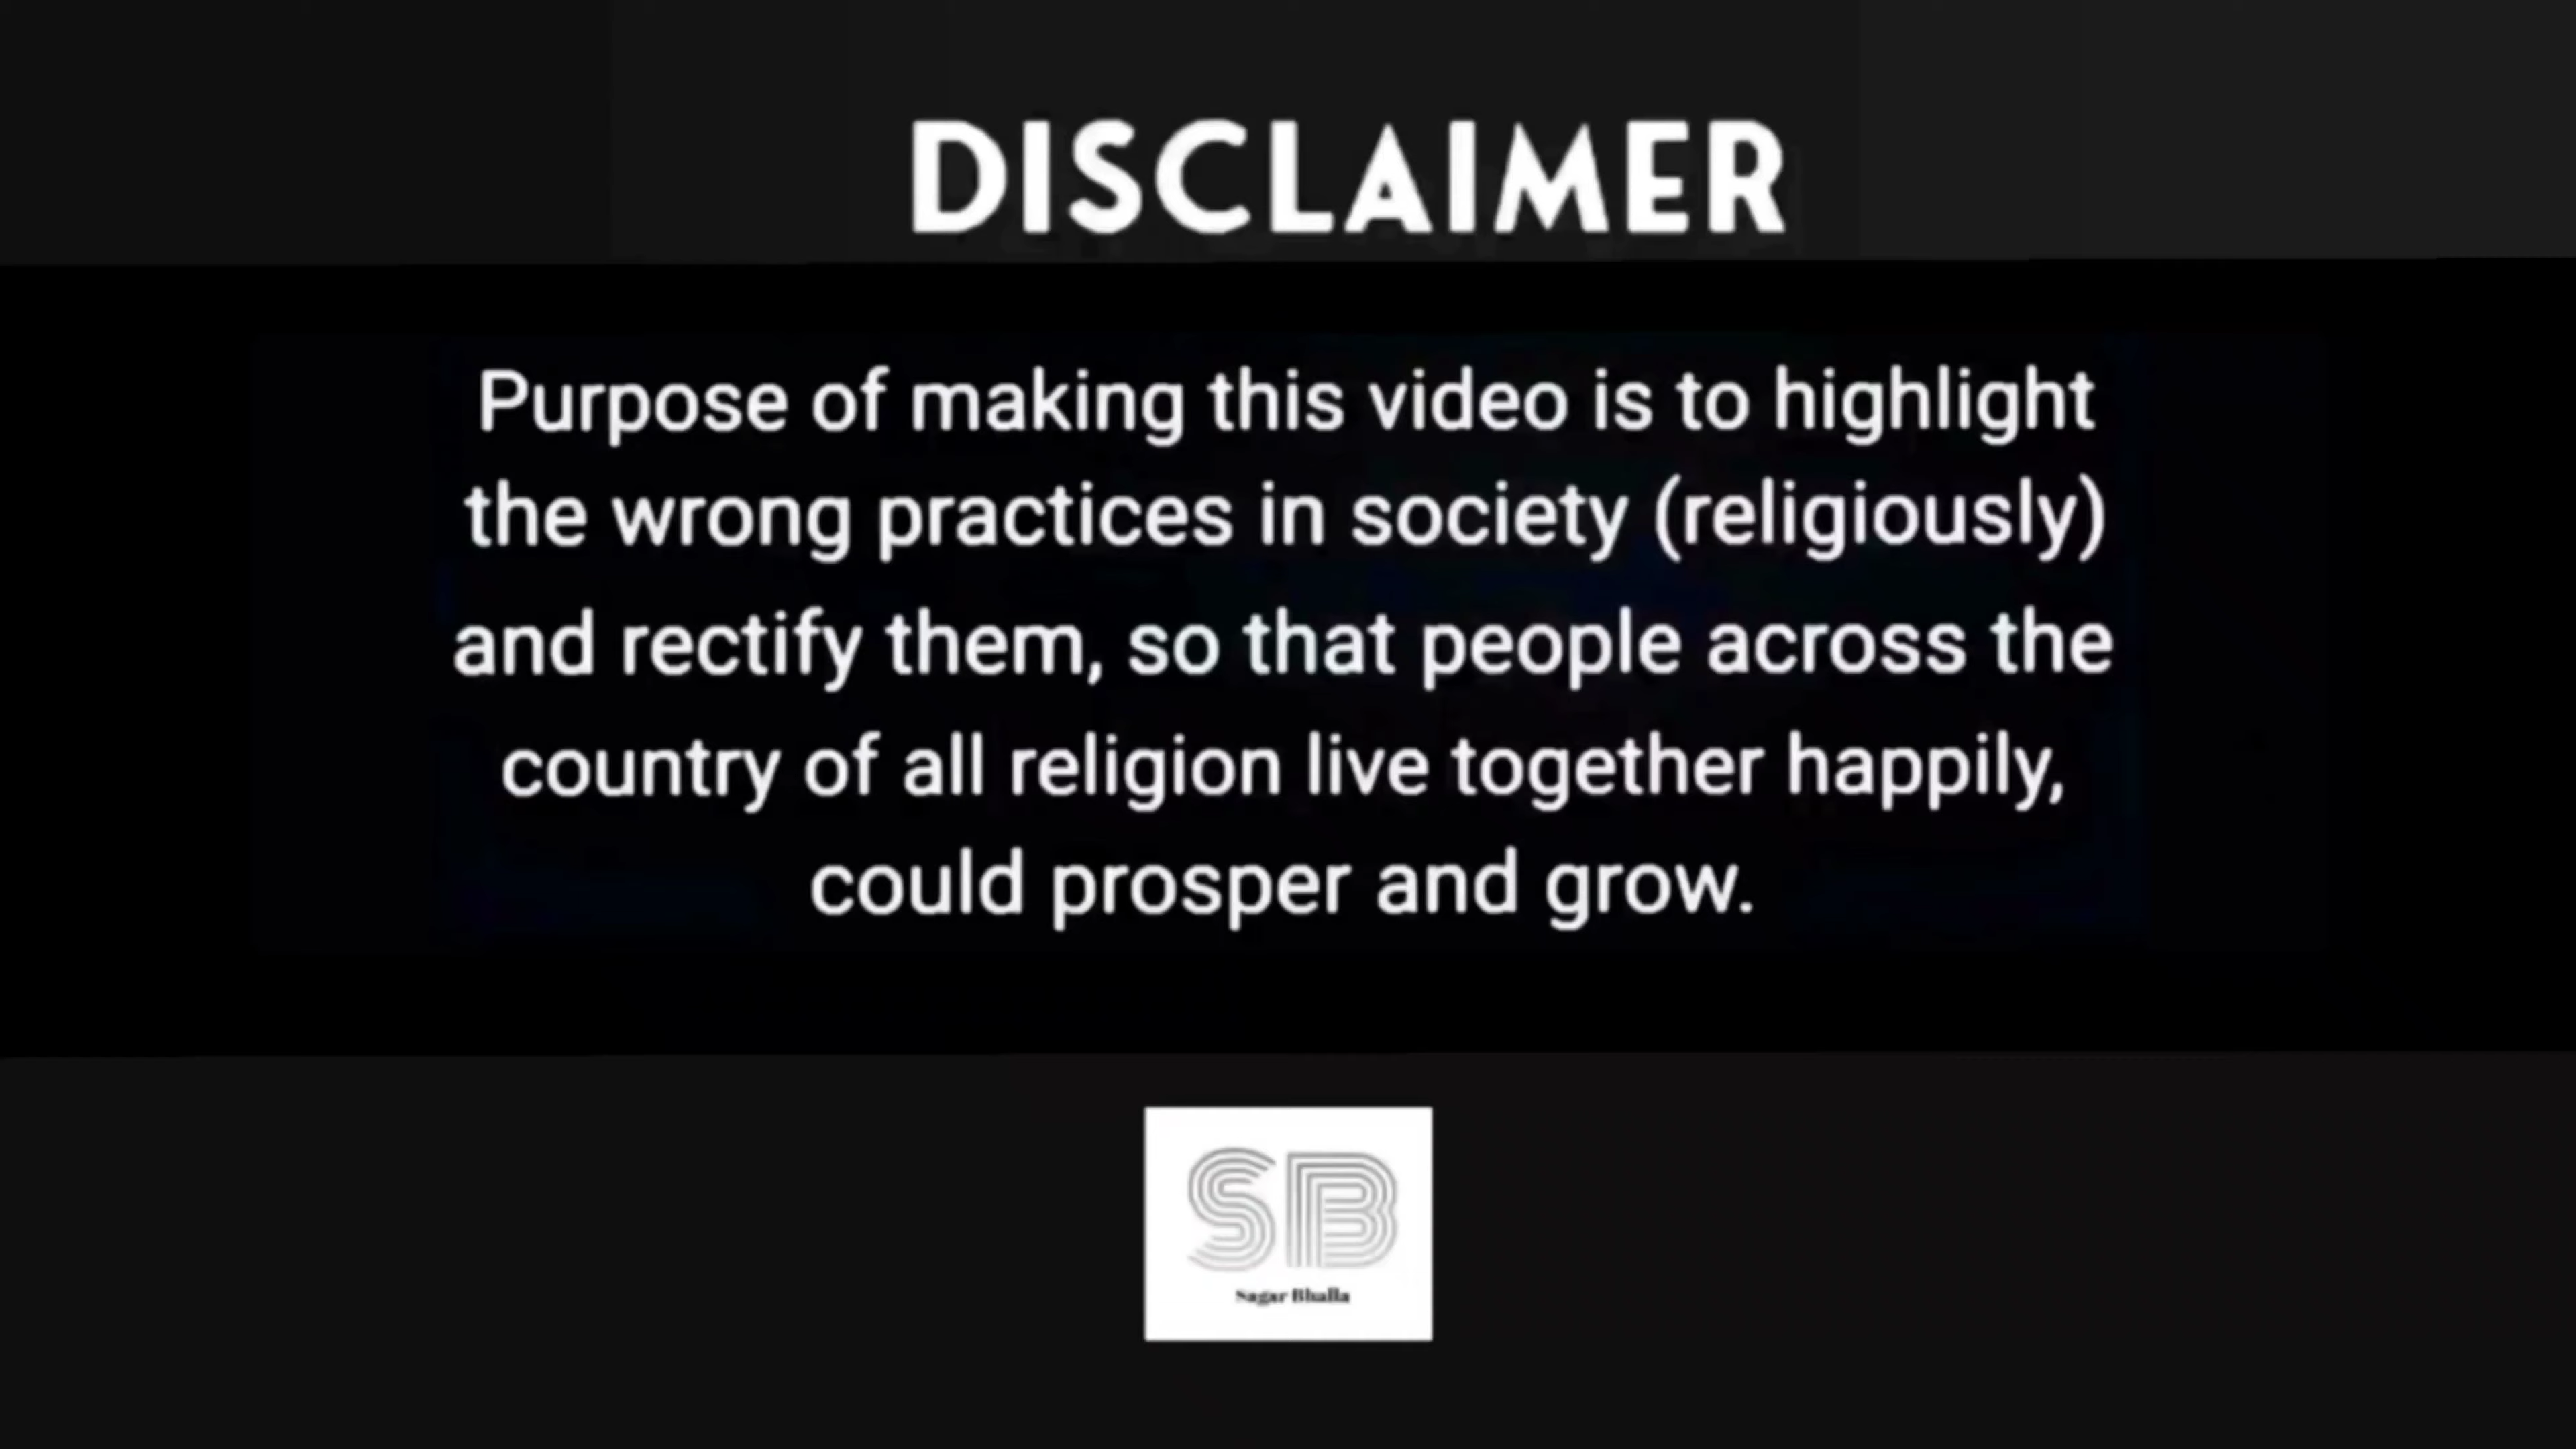 DISCLAIMER
Purpose of making this video is to highlight
the wrong practices in society (religiously)
and rectify them, so that people across the
country of all religion live together happily,
could prosper and grow.
SB
Sagar Bhalla